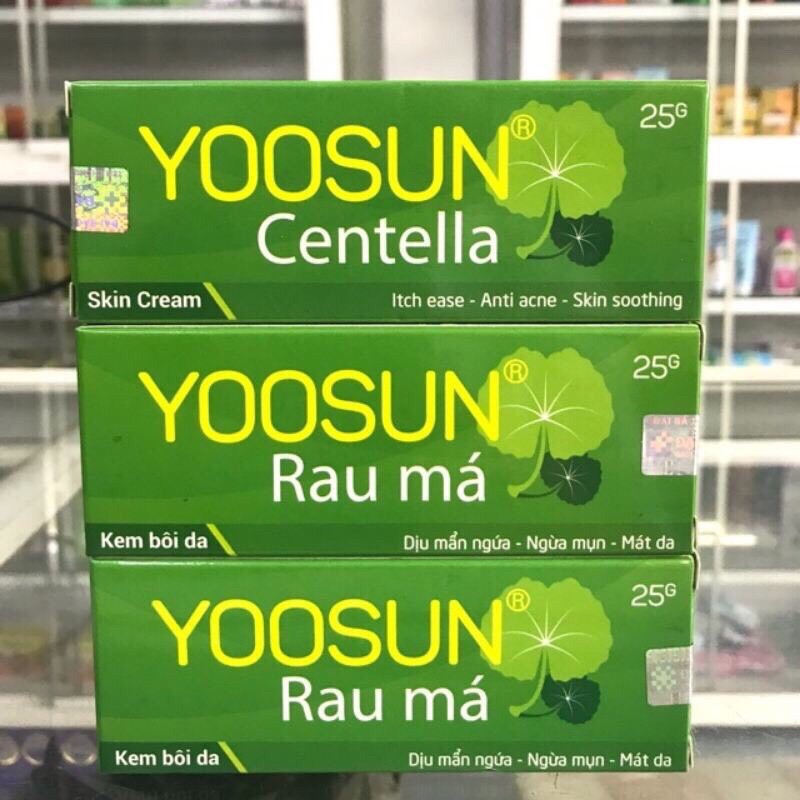 YOOSUN®
25G
Centella
Skin Cream
Itch ease - Anti acne - Skin soothing
YOOSUN®
25G
Rau má
Kem bôi da
Dịu mẩn ngứa - Ngừa mụn - Mát da
YOOSUN®
25G
Rau má
Kem bôi da
Dịu mẩn ngứa - Ngừa mụn - Mát da